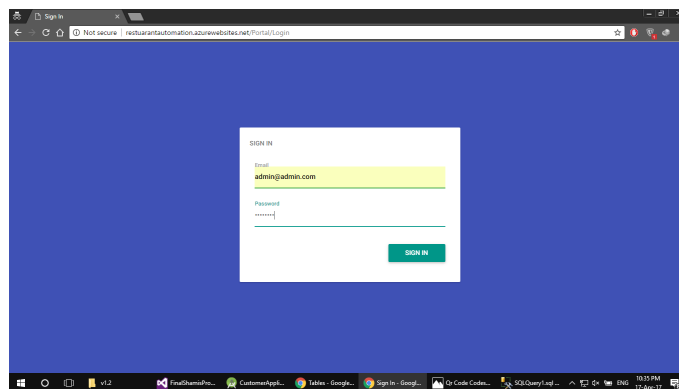 Sign In
Not secure | restuarantautomation.azurewebsites.net/Portal/Login
SIGN IN
Email
admin@admin.com
Password
SIGN IN
v1.2
FinalShamisPro...
CustomerAppli...
Tables - Google...
Sign In - Googl...
Qr Code Codes...
SQLQuery1.sql ...
ENG
10:35 PM
17-Apr-17